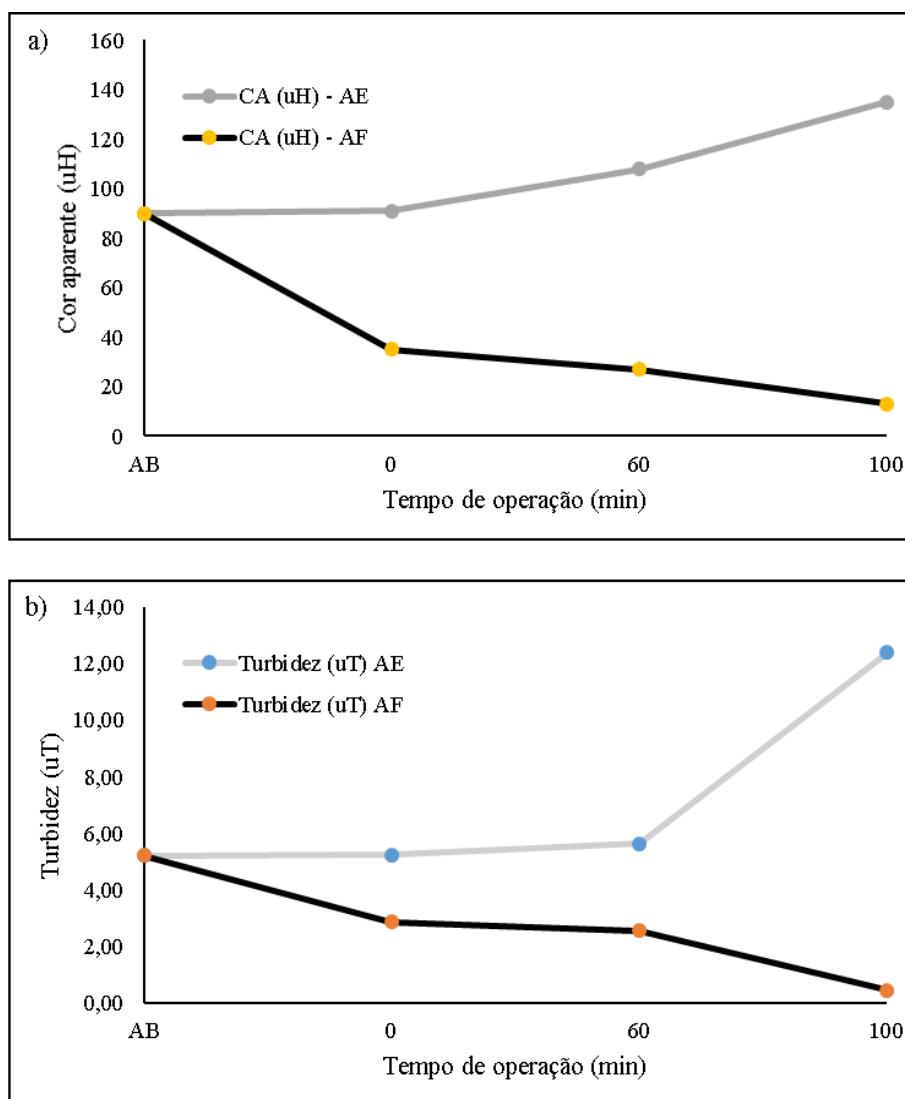 a)
160
140
120
100
80
60
40
20
0
Cor aparente (uH)
CA (uH) - AE
CA (uH) - AF
AB 0 60 100
Tempo de operação (min)
b)
14,00
12,00
10,00
8,00
6,00
4,00
2,00
0,00
Turbidez (uT)
Turbidez (uT) AE
Turbidez (uT) AF
AB 0 60 100
Tempo de operação (min)